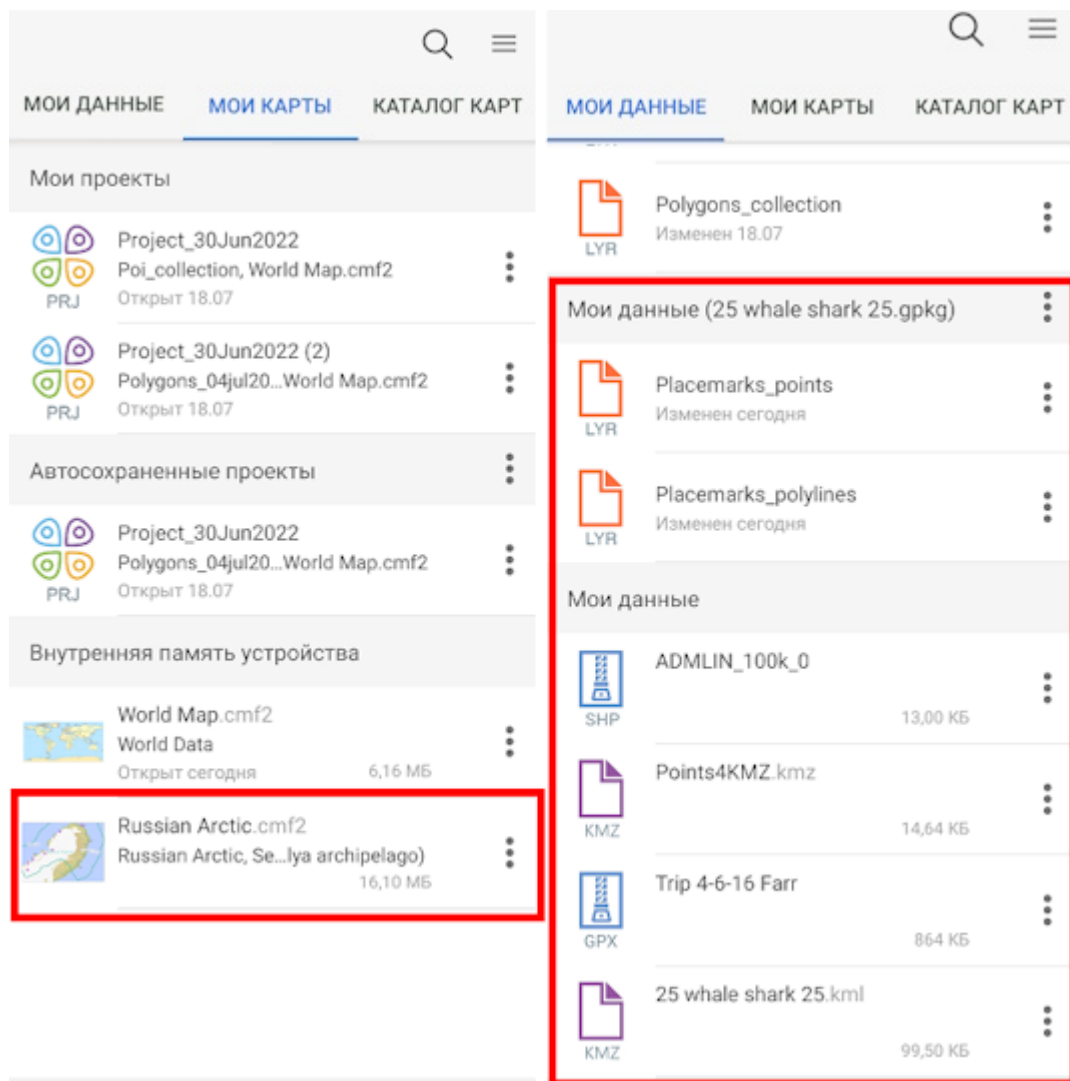 МОИ ДАННЫЕ МОИ КАРТЫ КАТАЛОГ КАРТ
Мои проекты
Project_30Jun2022
Poi_collection, World Map.cmf2
PRJ Открыт 18.07
Project_30Jun2022 (2)
Polygons_04jul20...World Map.cmf2
PRJ Открыт 18.07
Автосохраненные проекты
Project_30Jun2022
Polygons_04jul20...World Map.cmf2
PRJ Открыт 18.07
Внутренняя память устройства
World Map.cmf2
World Data
Открыт сегодня 6,16 МБ
Russian Arctic.cmf2
Russian Arctic, Se...lya archipelago)
16,10 МБ
МОИ ДАННЫЕ МОИ КАРТЫ КАТАЛОГ КАРТ
Polygons_collection
Изменен 18.07
LYR
Мои данные (25 whale shark 25.gpkg)
Placemarks_points
Изменен сегодня
LYR
Placemarks_polylines
Изменен сегодня
LYR
Мои данные
ADMLIN_100k_0
SHP 13,00 КБ
Points4KMZ.kmz
KMZ 14,64 КБ
Trip 4-6-16 Farr
GPX 864 КБ
25 whale shark 25.kml
KMZ 99,50 КБ